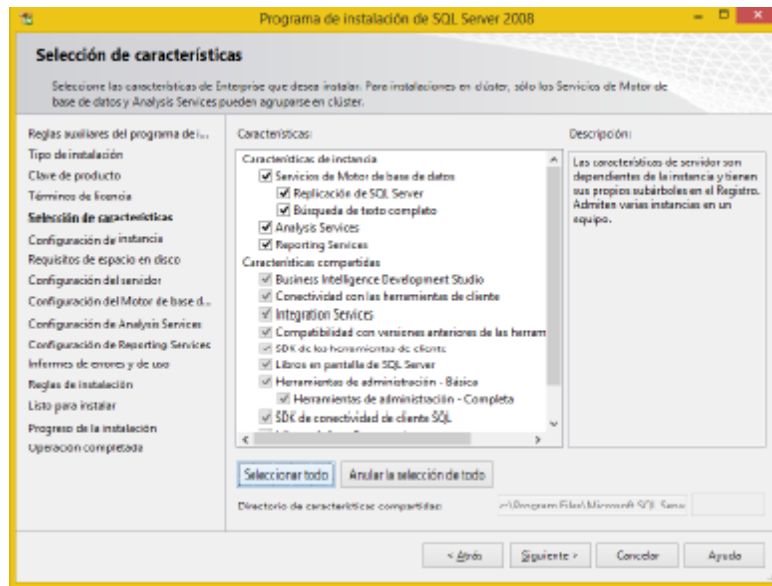 Programa de instalación de SQL Server 2008
Selección de características
Seleccione las características de Enterprise que desea instalar. Para instalaciones en clúster, sólo los Servicios de Motor de
base de datos y Analysis Services pueden agruparse en clúster.
Reglas auxiliares del programa de i...
Tipo de instalación
Clave de producto
Términos de licencia
Selección de características
Configuración de instancia
Requisitos de espacio en disco
Configuración del servidor
Configuración del Motor de base d...
Configuración de Analysis Services
Configuración de Reporting Services
Informes de errores y de uso
Reglas de instalación
Listo para instalar
Progreso de la instalación
Operación completada
Características:
Características de instancia
Servicios de Motor de base de datos
Replicación de SQL Server
Búsqueda de texto completo
Analysis Services
Reporting Services
Características compartidas
Business Intelligence Development Studio
Conectividad con las herramientas de cliente
Integration Services
Compatibilidad con versiones anteriores de las herram
SDK de las herramientas de cliente
Libros en pantalla de SQL Server
Herramientas de administración - Básica
Herramientas de administración - Completa
SDK de conectividad de cliente SQL
Descripción:
Las características de servidor son
dependientes de la instancia y tienen
sus propios subárboles en el Registro.
Admiten varias instancias en un
equipo.
Seleccionar todo
Anular la selección de todo
Directorio de características compartidas:
c:\Program Files\Microsoft SQL Serve
< Atrás
Siguiente >
Cancelar
Ayuda